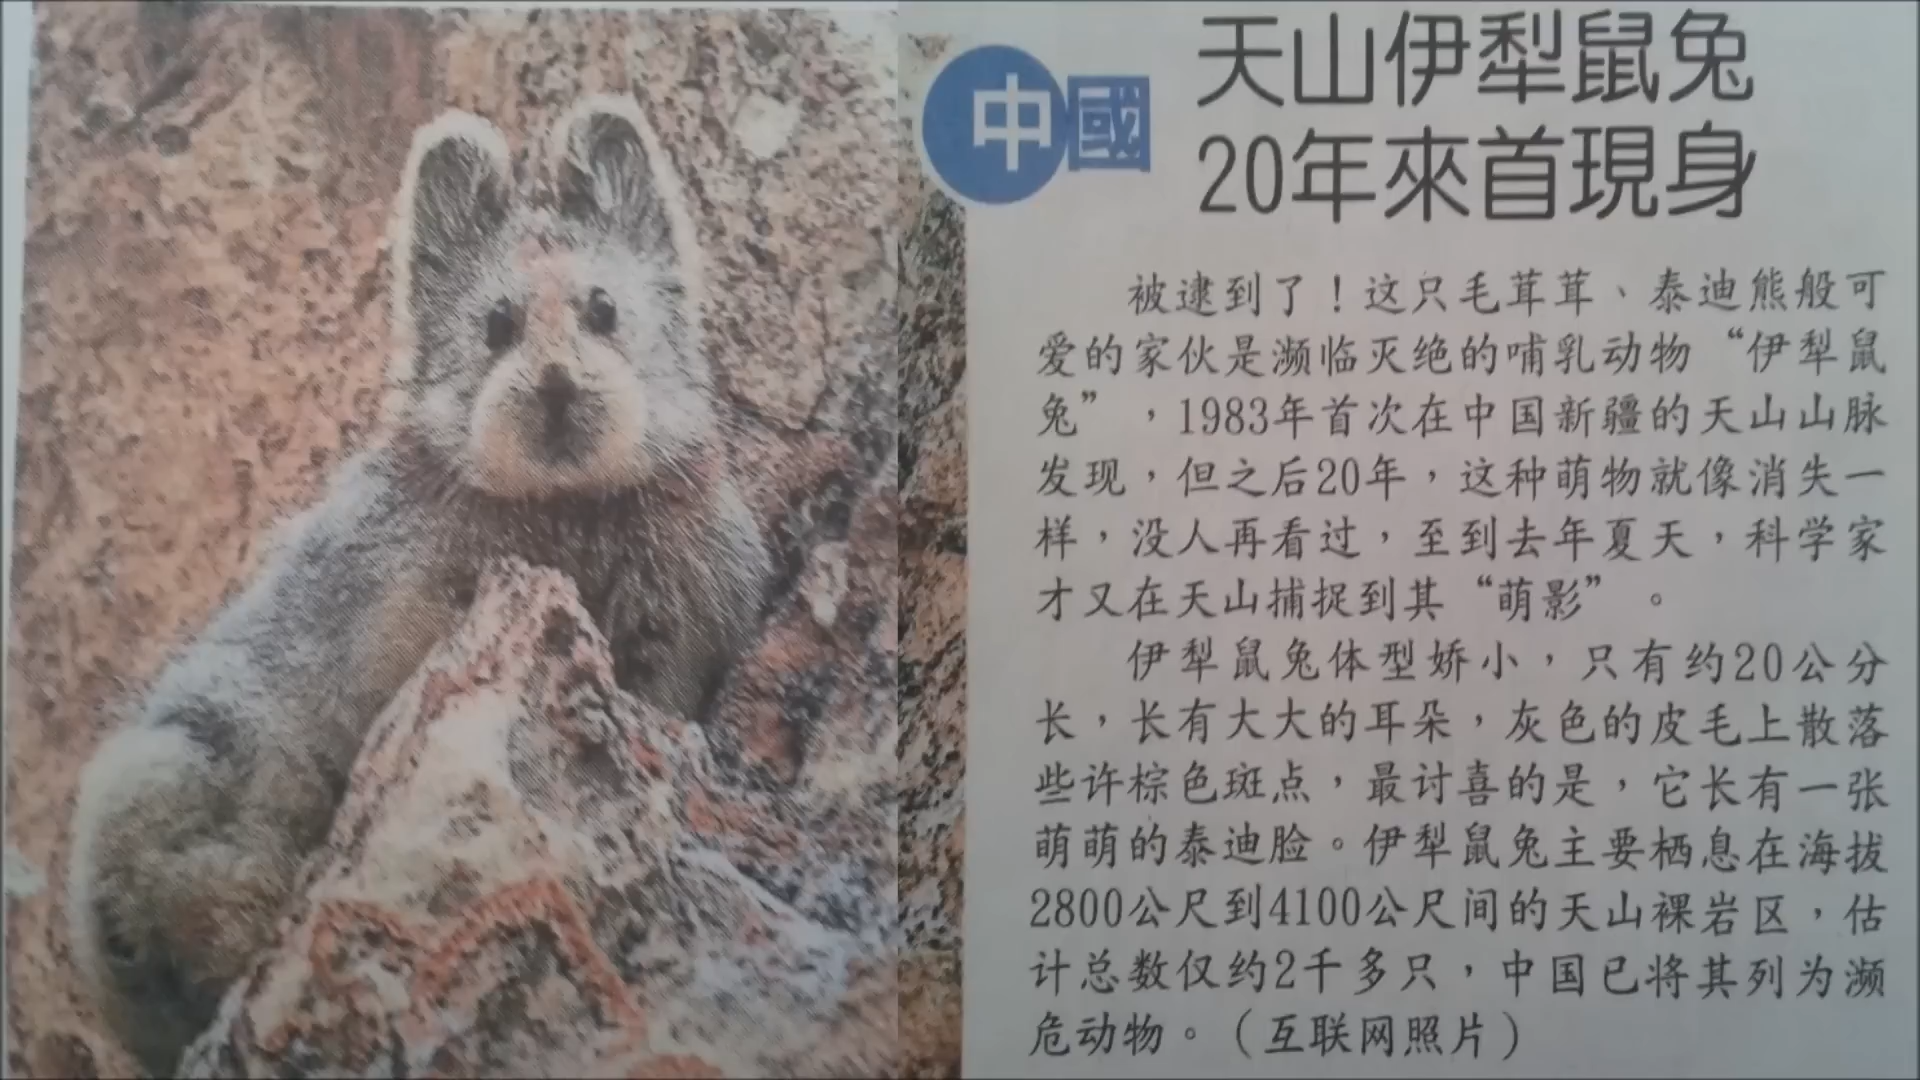 中國
天山伊犁鼠兔
20年來首現身
被逮到了！这只毛茸茸、泰迪熊般可
爱的家伙是濒临灭绝的哺乳动物“伊犁鼠
兔”，1983年首次在中国新疆的天山山脉
发现，但之后20年，这种萌物就像消失一
样，没人再看过，至到去年夏天，科学家
才又在天山捕捉到其“萌影”。
伊犁鼠兔体型娇小，只有约20公分
长，长有大大的耳朵，灰色的皮毛上散落
些许棕色斑点，最讨喜的是，它长有一张
萌萌的泰迪脸。伊犁鼠兔主要栖息在海拔
2800公尺到4100公尺间的天山裸岩区，估
计总数仅约2千多只，中国已将其列为濒
危动物。（互联网照片）